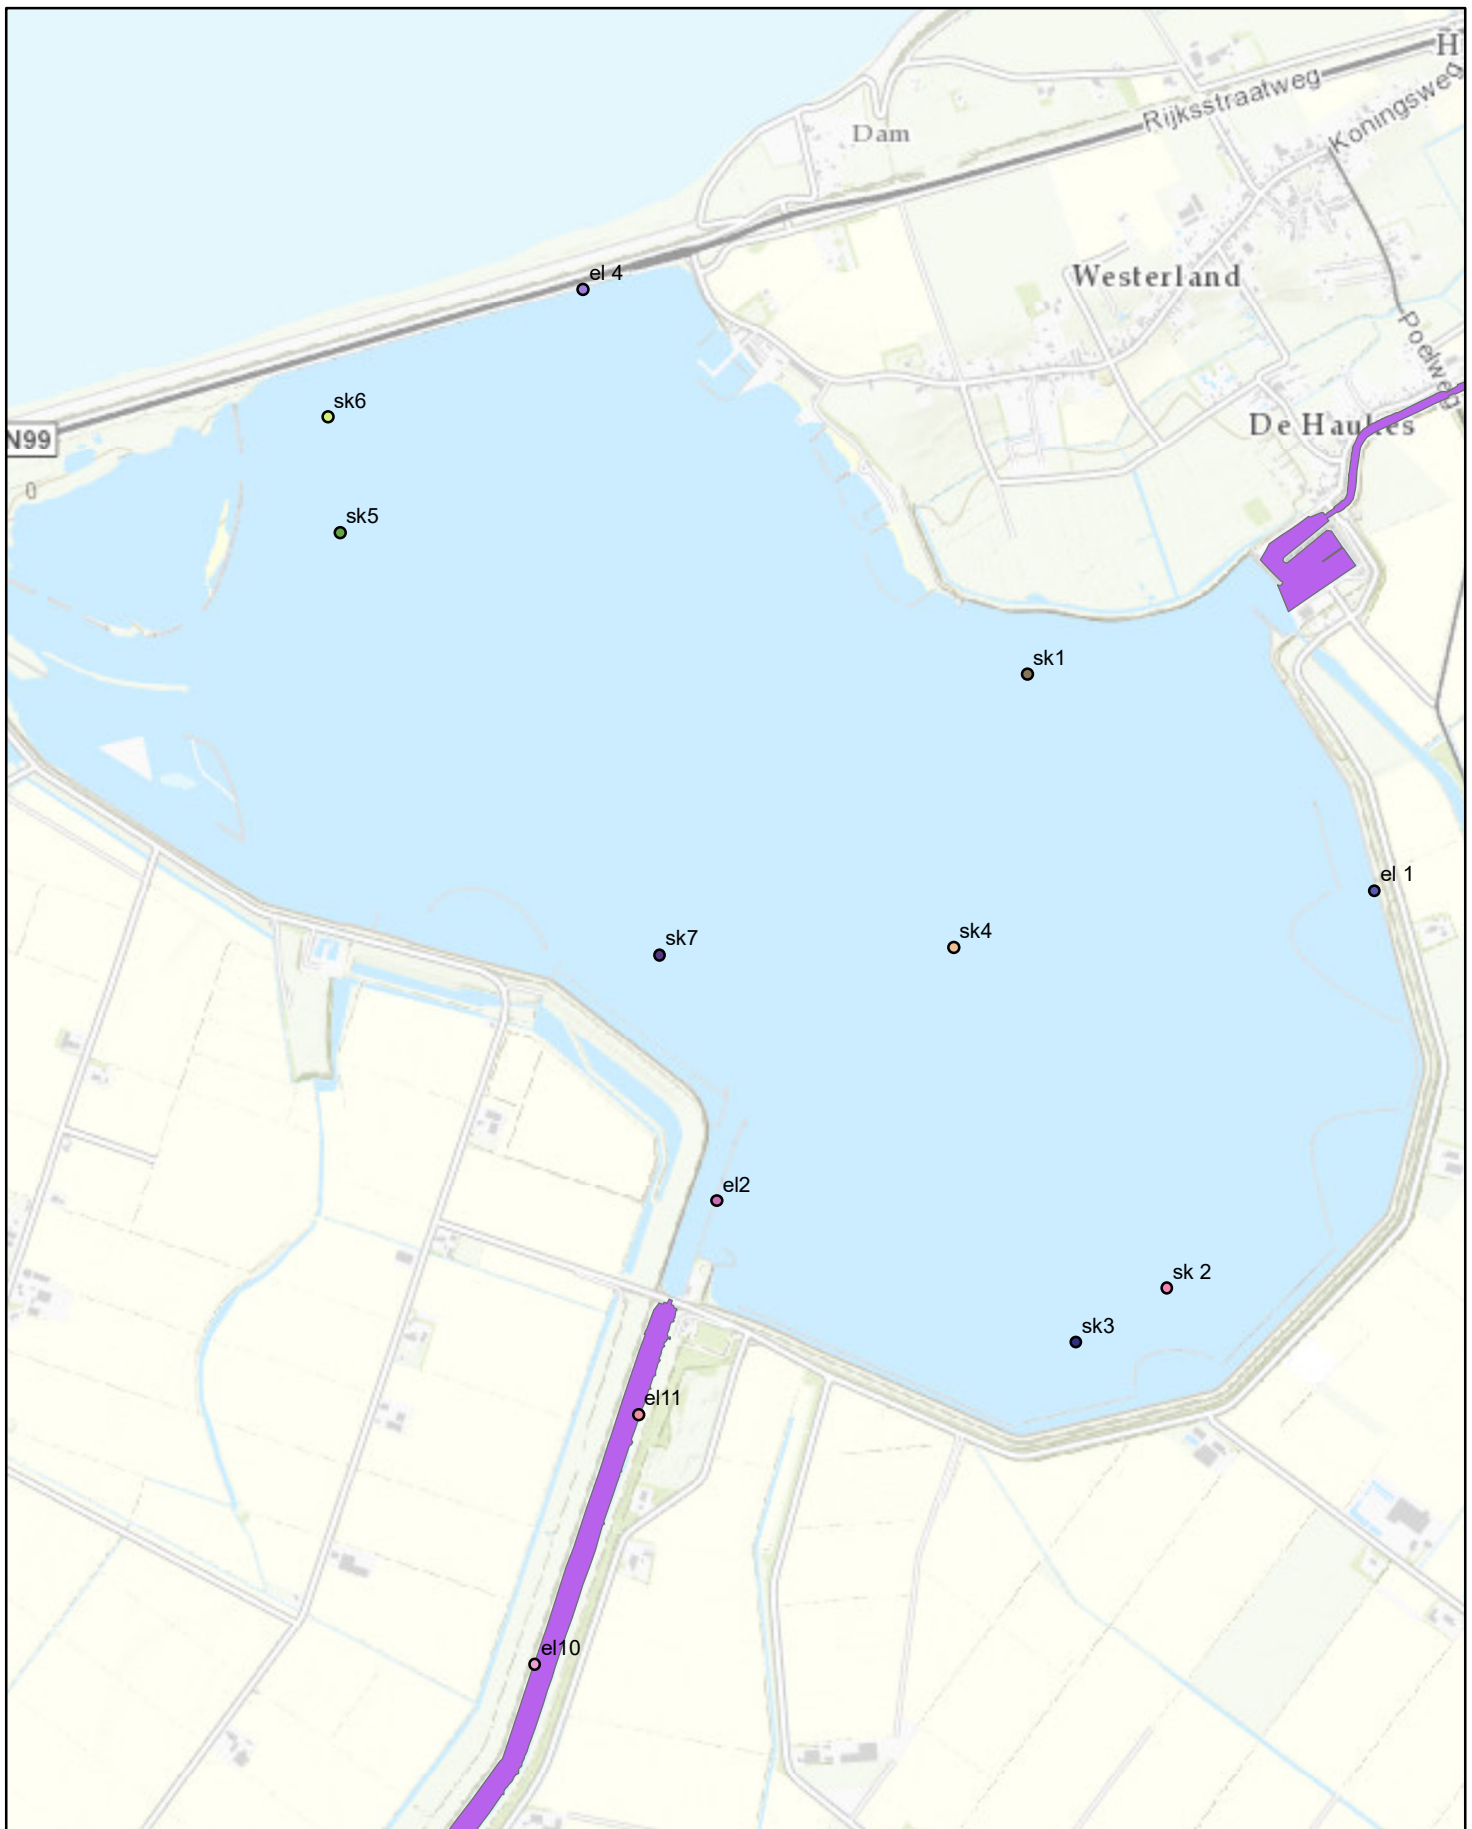 H
Rijksstraatweg
Koningsweg
Dam
Westerland
el 4
Poelweg
sk6
De Haukes
N99
0
sk5
sk1
el 1
sk7
sk4
el2
sk 2
sk3
el11
el10